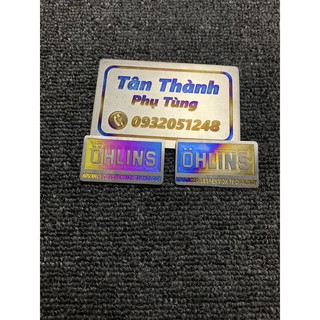 Tân Thành
Phụ Tùng
0932051248
ÖHLINS
ÖHLINS